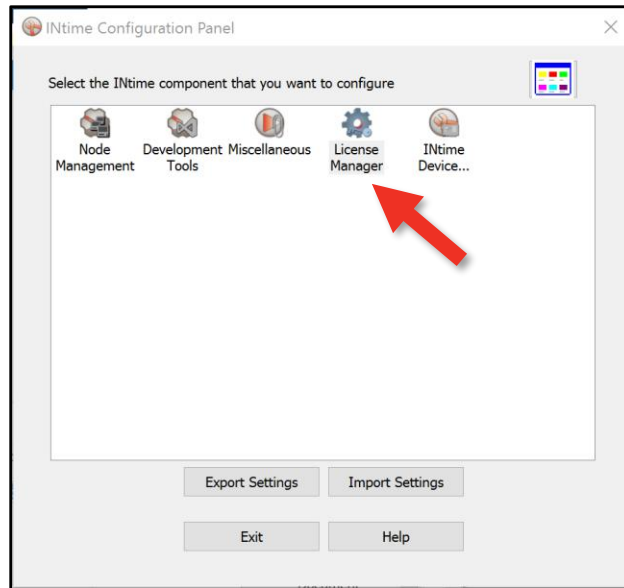 INtime Configuration Panel
Select the INtime component that you want to configure
Node
Management
Development
Tools
Miscellaneous
License
Manager
INtime
Device...
Export Settings
Import Settings
Exit
Help